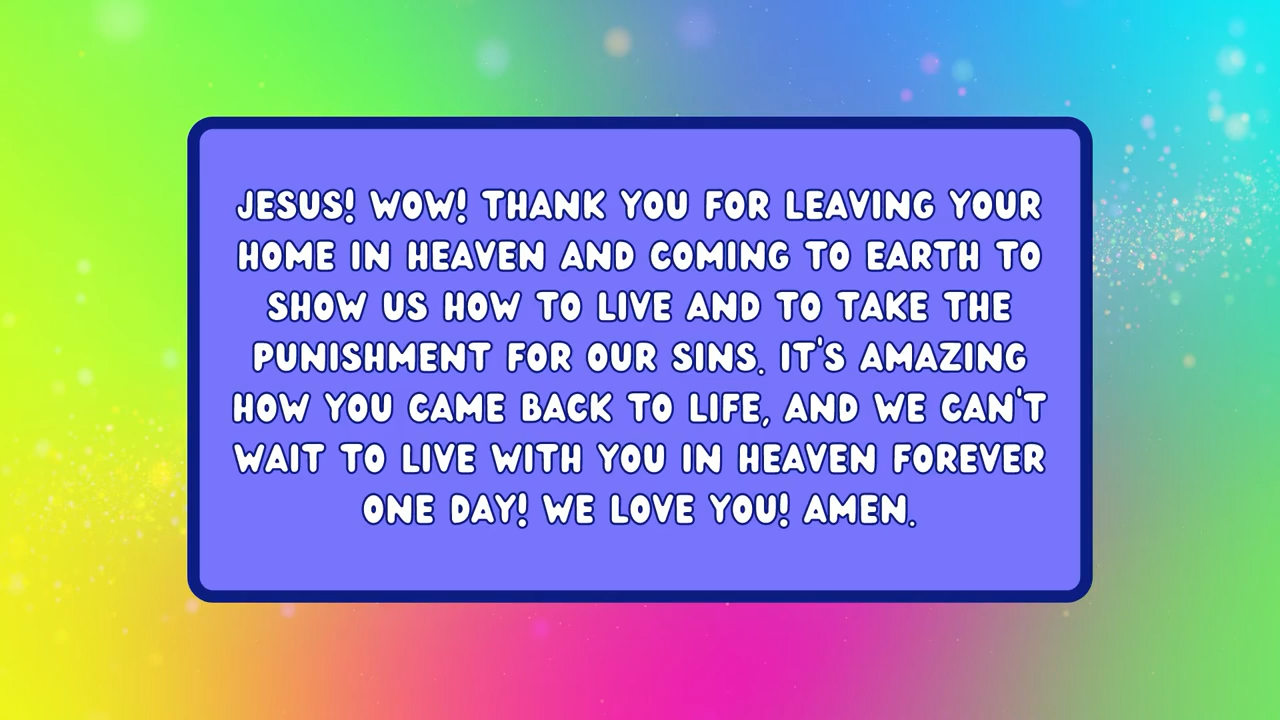 JESUS! WOW! THANK YOU FOR LEAVING YOUR
HOME IN HEAVEN AND COMING TO EARTH TO
SHOW US HOW TO LIVE AND TO TAKE THE
PUNISHMENT FOR OUR SINS. IT'S AMAZING
HOW YOU CAME BACK TO LIFE, AND WE CAN'T
WAIT TO LIVE WITH YOU IN HEAVEN FOREVER
ONE DAY! WE LOVE YOU! AMEN.